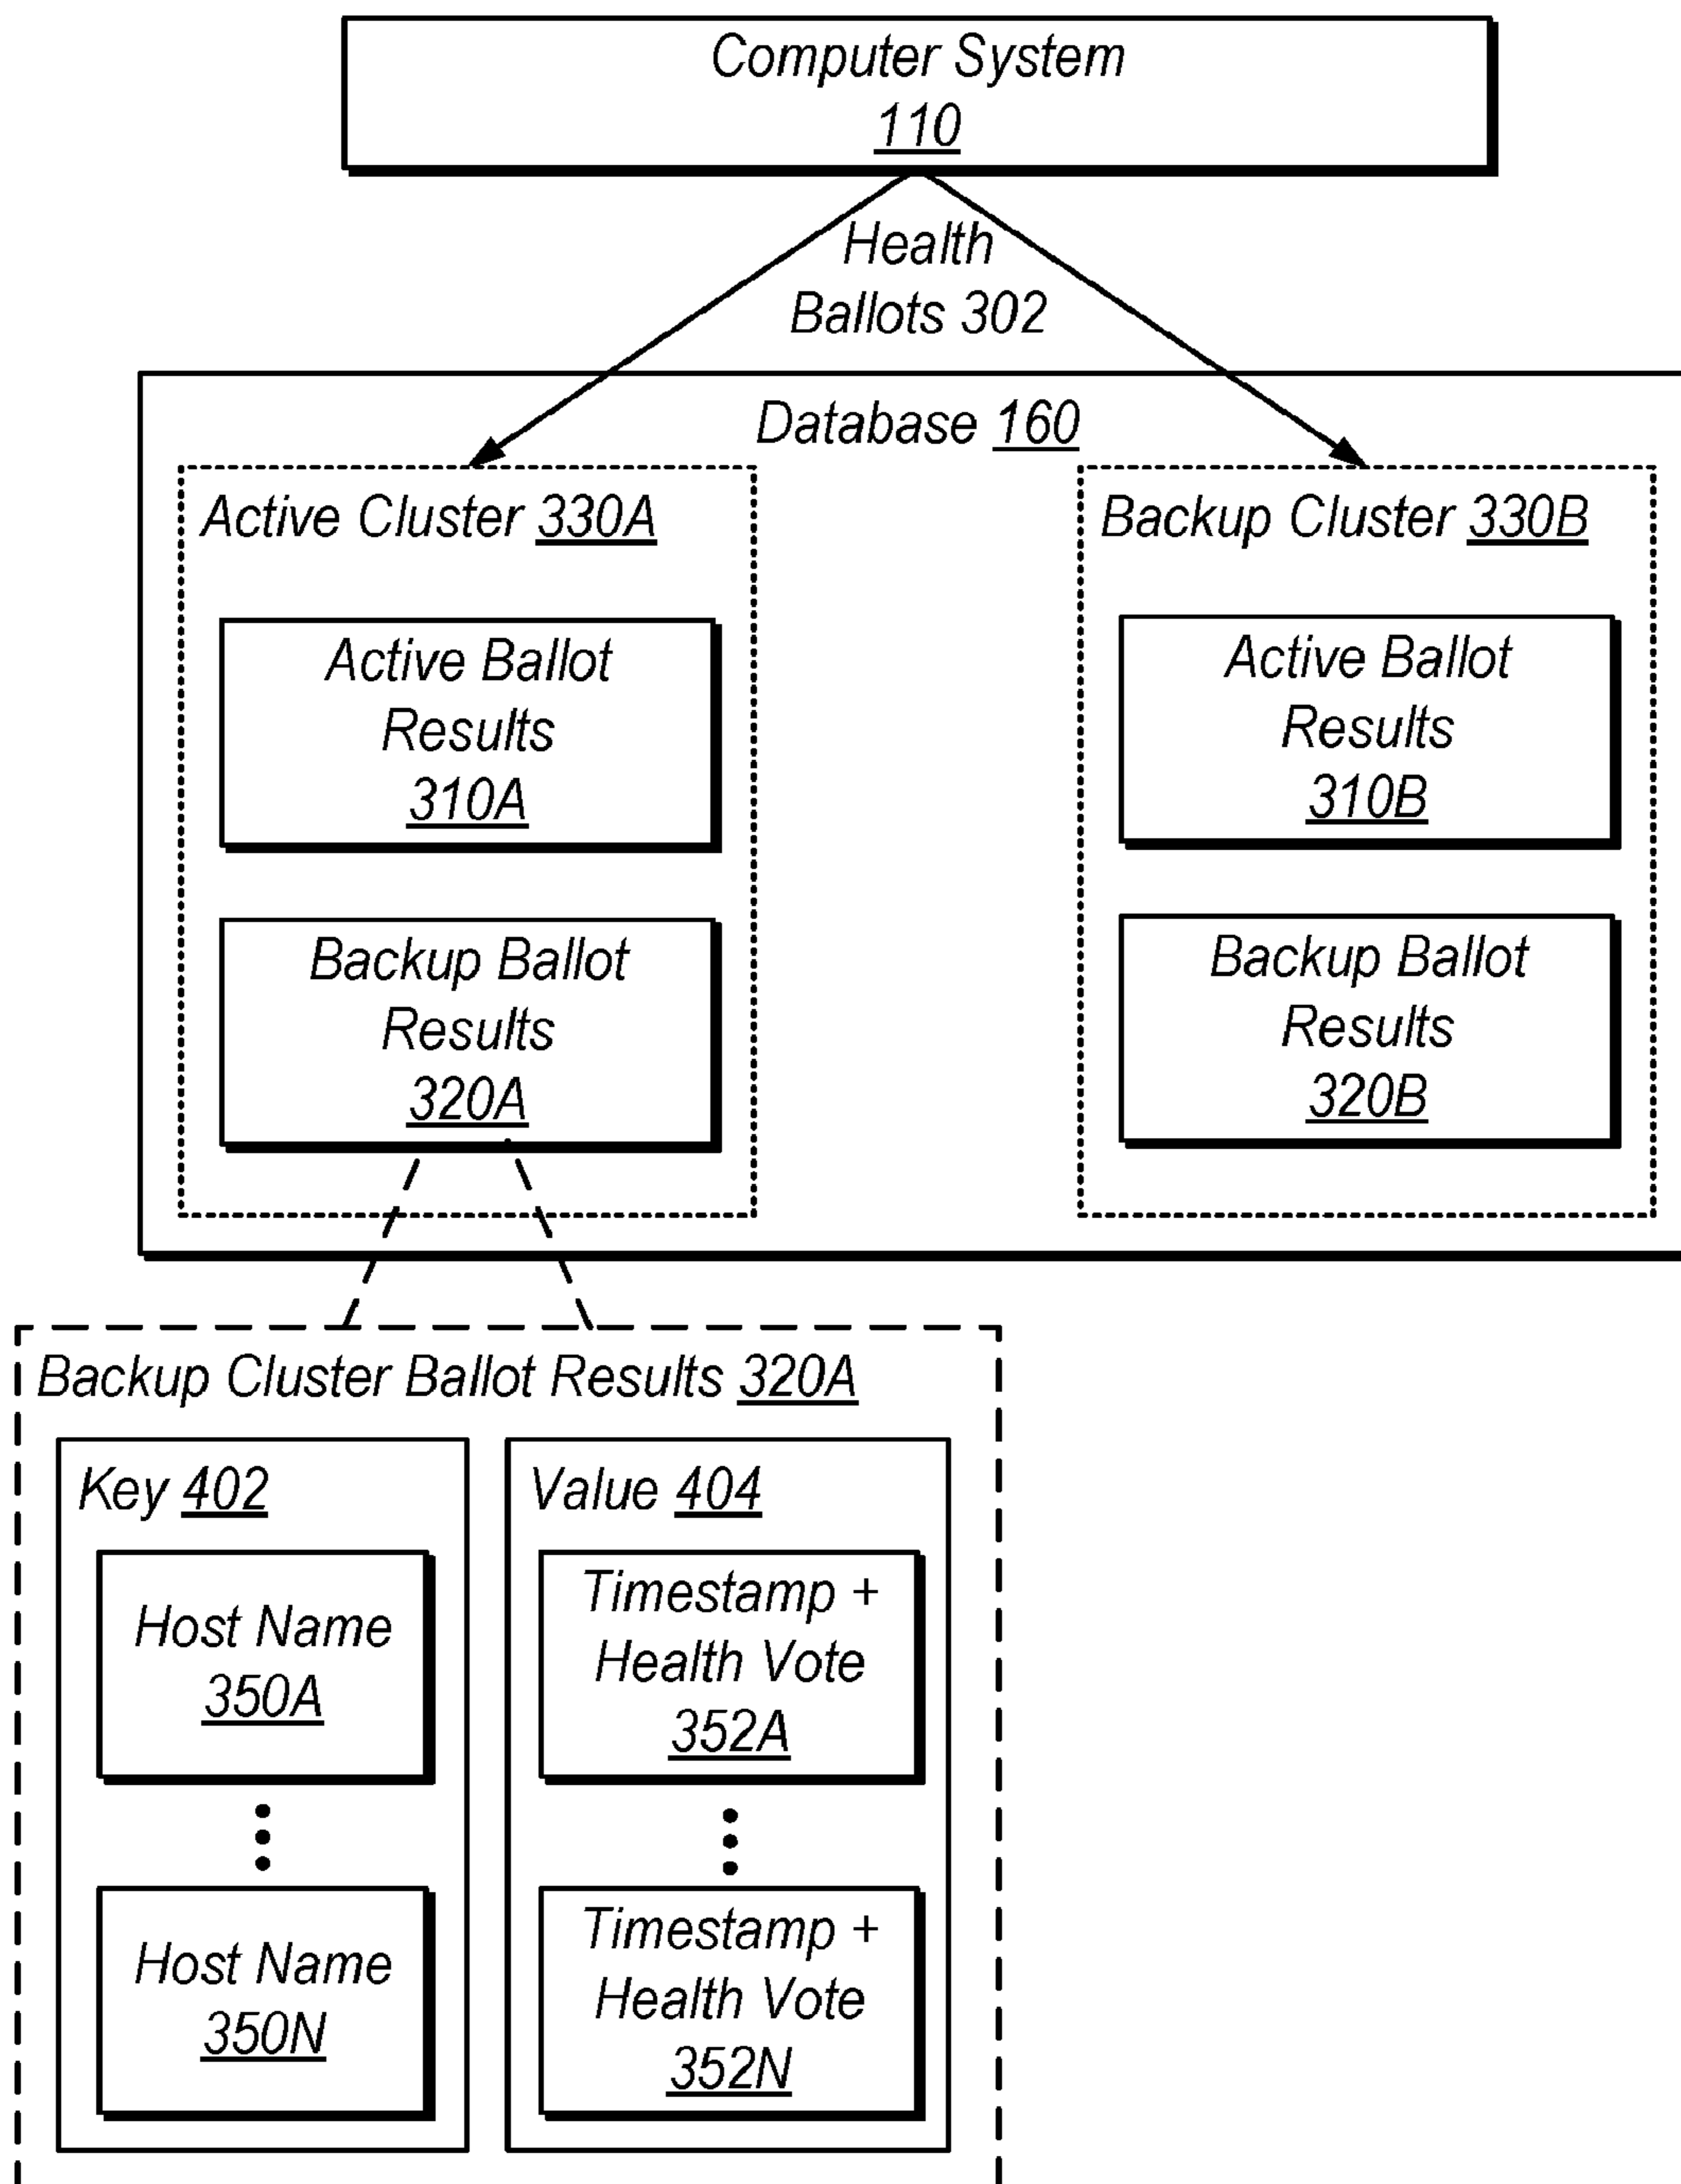 Computer System
110
Health
Ballots 302
Database 160
Active Cluster 330A
Active Ballot
Results
310A
Backup Ballot
Results
320A
Backup Cluster 330B
Active Ballot
Results
310B
Backup Ballot
Results
320B
Backup Cluster Ballot Results 320A
Key 402
Host Name
350A
Host Name
350N
Value 404
Timestamp +
Health Vote
352A
Timestamp +
Health Vote
352N